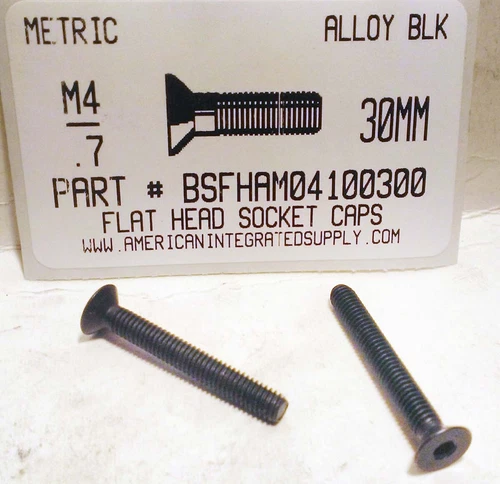 METRIC ALLOY BLK
M4
.7
30MM
PART # BSFHAM04100300
FLAT HEAD SOCKET CAPS
WWW.AMERICANINTEGRATEDSUPPLY.COM